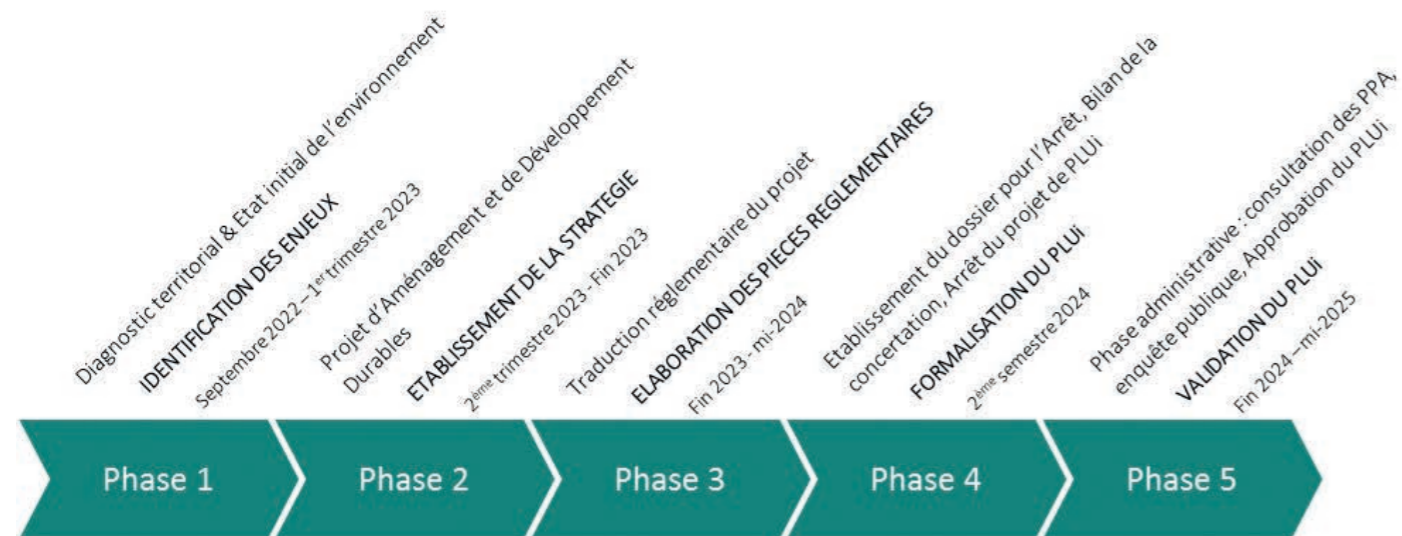 Diagnostic territorial & Etat initial de l'environnement
IDENTIFICATION DES ENJEUX
Septembre 2022 – 1er trimestre 2023
Projet d'Aménagement et de Développement
Durables
ETABLISSEMENT DE LA STRATEGIE
2ème trimestre 2023 - Fin 2023
Traduction réglementaire du projet
ELABORATION DES PIECES REGLEMENTAIRES
Fin 2023 - mi-2024
Etablissement du dossier pour l'Arrêt, Bilan de la
concertation, Arrêt du projet de PLUi
FORMALISATION DU PLUi
2ème semestre 2024
Phase administrative : consultation des PPA,
enquête publique, Approbation du PLUi
VALIDATION DU PLUi
Fin 2024 – mi-2025
Phase 1
Phase 2
Phase 3
Phase 4
Phase 5